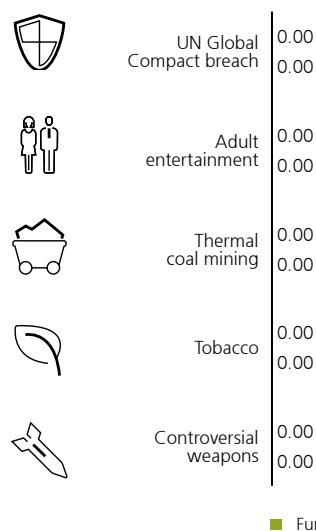 UN Global
Compact breach
0.00
0.00
Adult
entertainment
0.00
0.00
Thermal
coal mining
0.00
0.00
Tobacco
0.00
0.00
Controversial
weapons
0.00
0.00